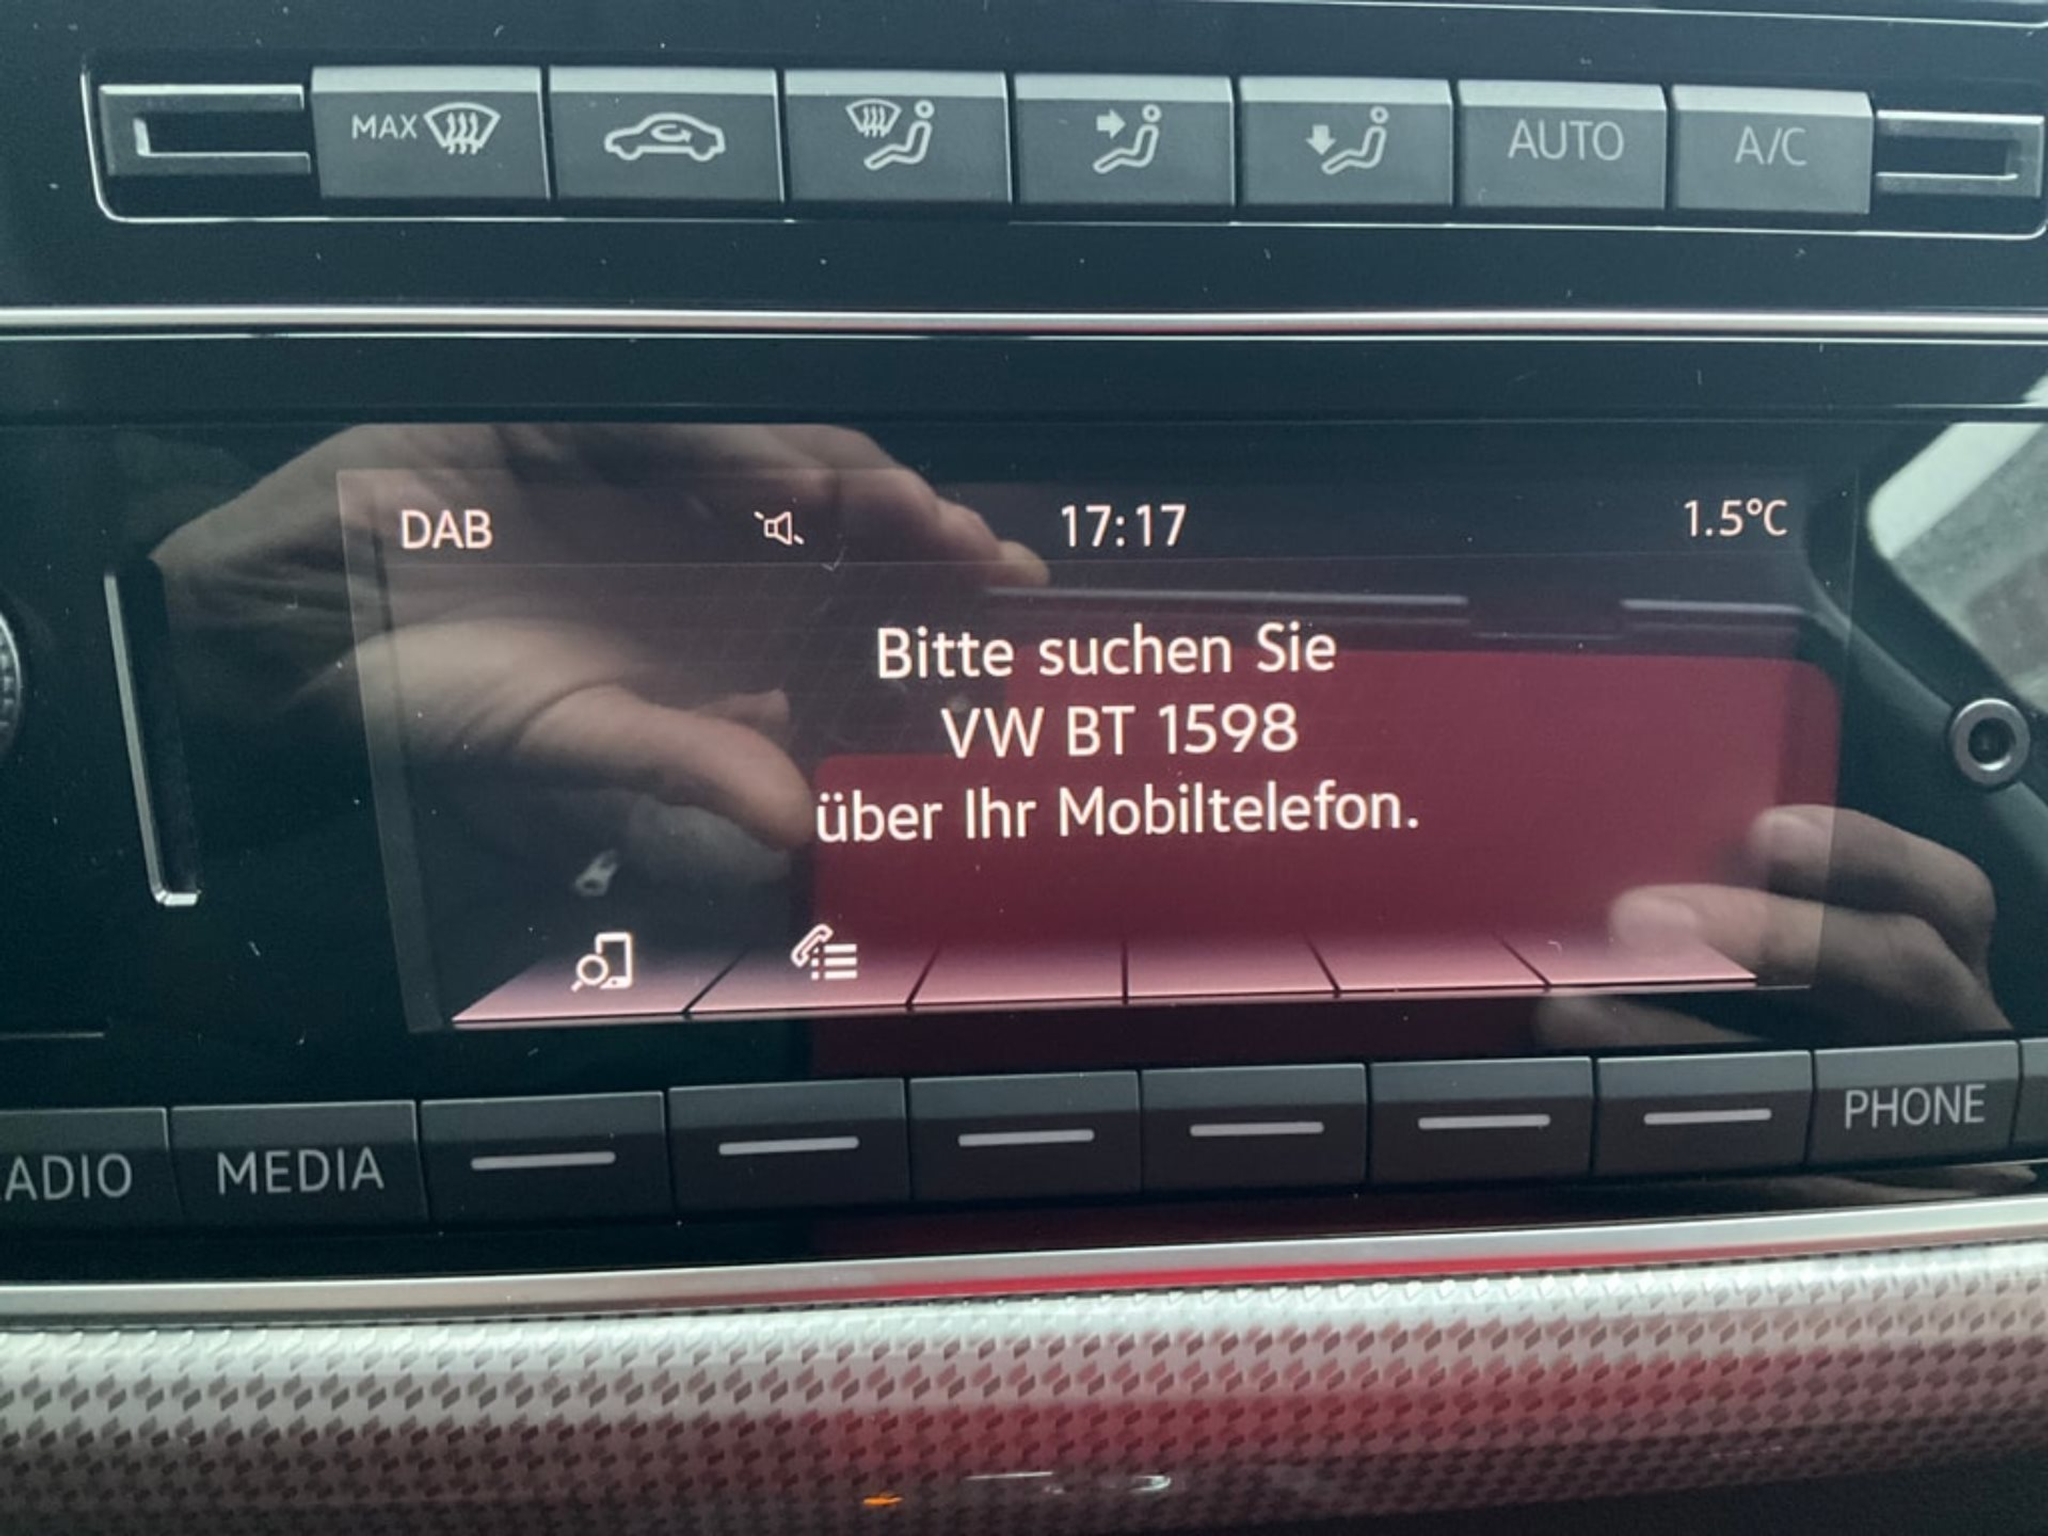 MAX AUTO A/C
DAB 17:17 1.5°C
Bitte suchen Sie
VW BT 1598
über Ihr Mobiltelefon.
ADIO MEDIA PHONE